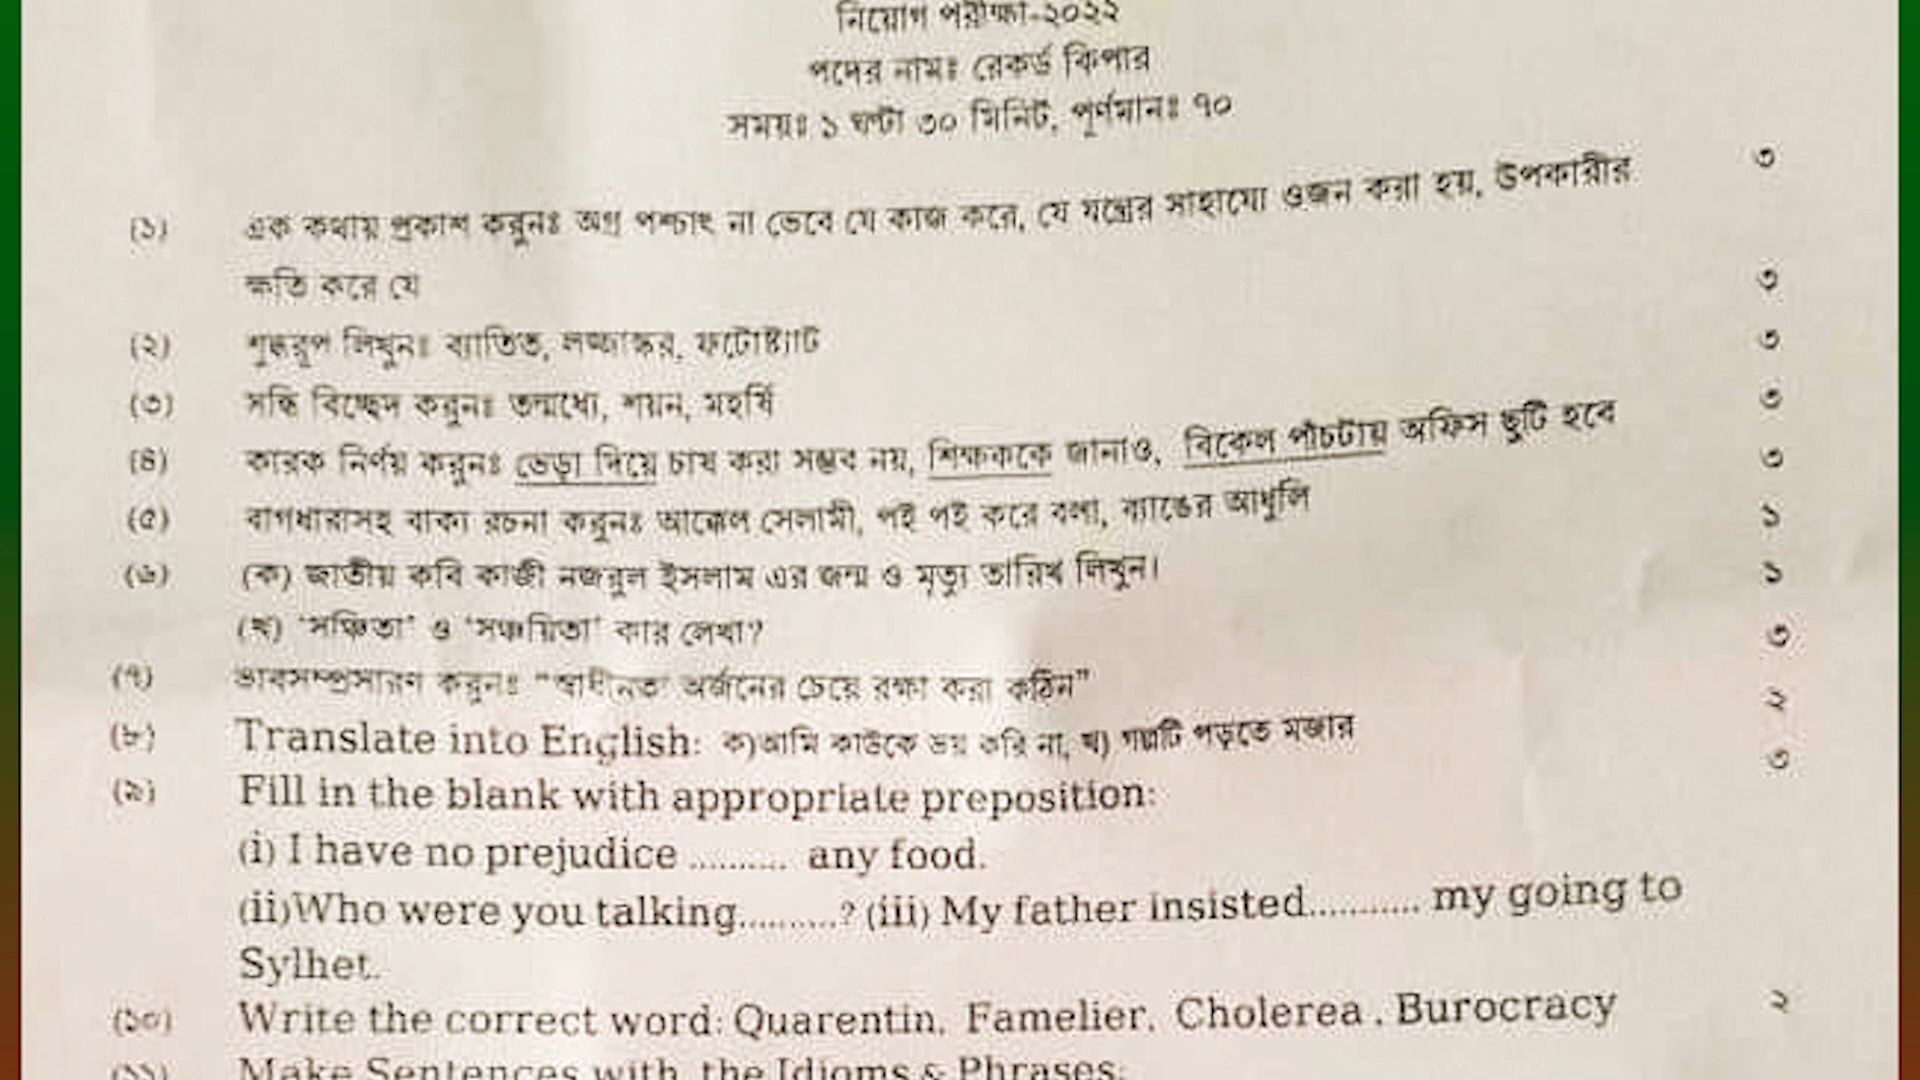 নিয়োগ পরীক্ষা-২০২২
পদের নামঃ রেকর্ড কিপার
সময়ঃ ১ ঘন্টা ৩০ মিনিট, পূর্ণমানঃ ৭০
(১) এক কথায় প্রকাশ করুনঃ অগ্র পশ্চাৎ না ভেবে যে কাজ করে, যে যন্ত্রের সাহায্যে ওজন করা হয়, উপকারীর ৩
ক্ষতি করে যে ৩
(২) শুদ্ধরূপ লিখুনঃ ব্যাতিত, লজ্জাস্কর, ফটোষ্ট্যাট ৩
(৩) সন্ধি বিচ্ছেদ করুনঃ তন্মধ্যে, শয়ন, মহর্ষি ৩
(৪) কারক নির্ণয় করুনঃ ভেড়া দিয়ে চাষ করা সম্ভব নয়, শিক্ষককে জানাও, বিকেল পাঁচটায় অফিস ছুটি হবে ৩
(৫) বাগধারাসহ বাক্য রচনা করুনঃ আক্কেল সেলামী, পই পই করে বলা, ব্যাঙের আধুলি ১
(৬) (ক) জাতীয় কবি কাজী নজরুল ইসলাম এর জন্ম ও মৃত্যু তারিখ লিখুন। ১
(খ) ‘সঞ্চিতা’ ও ‘সঞ্চয়িতা’ কার লেখা? ৩
(৭) ভাবসম্প্রসারণ করুনঃ “স্বাধীনতা অর্জনের চেয়ে রক্ষা করা কঠিন” ২
(৮) Translate into English: ক)আমি কাউকে ভয় করি না, খ) গল্পটি পড়তে মজার ৩
(৯) Fill in the blank with appropriate preposition:
(i) I have no prejudice .......... any food.
(ii)Who were you talking..........? (iii) My father insisted........... my going to
Sylhet.
(১০) Write the correct word: Quarentin, Famelier, Cholerea , Burocracy ২
(১১) Make Sentences with the Idioms & Phrases: